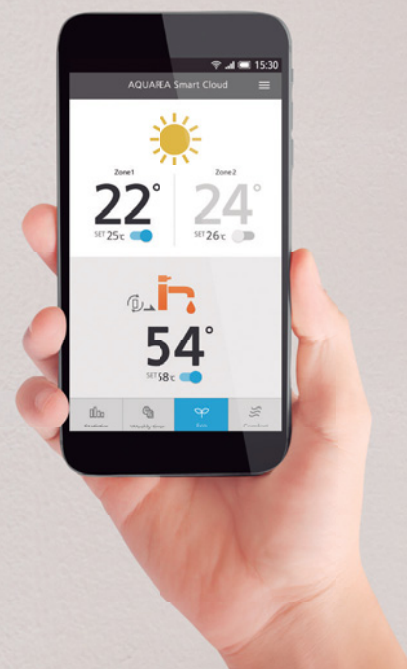 15:30
AQUAREA Smart Cloud
Zone1
Zone2
22°
24°
SET 25°c
SET 26°c
54°
SET 58°c